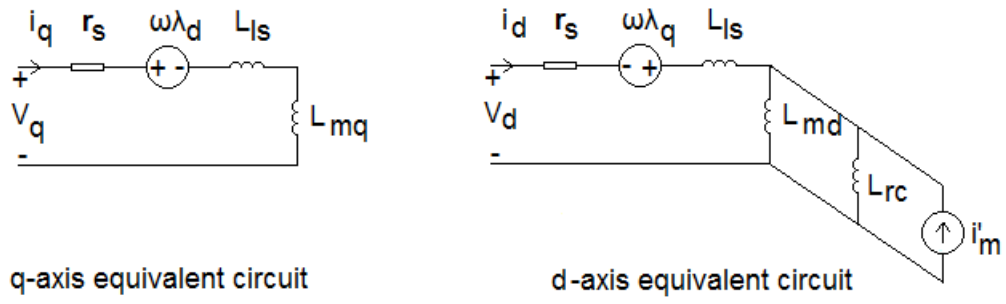 i_q r_s ωλ_d L_ls
+ + -
V_q L_mq
-
q-axis equivalent circuit
i_d r_s ωλ_q L_ls
+ - +
V_d L_md
-
L_rc
i'_m
d-axis equivalent circuit